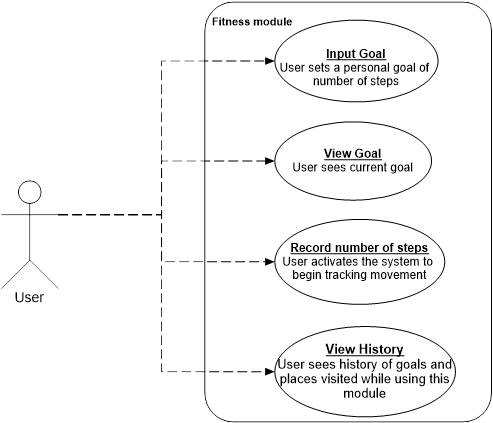 Fitness module
Input Goal
User sets a personal goal of
number of steps
View Goal
User sees current goal
Record number of steps
User activates the system to
begin tracking movement
View History
User sees history of goals and
places visited while using this
module
User